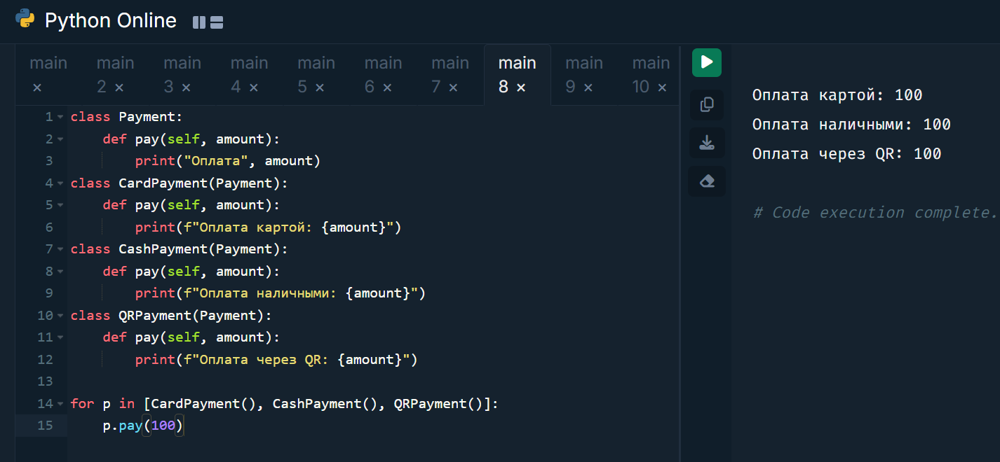 Python Online
main main main main main main main main main main
× 2 × 3 × 4 × 5 × 6 × 7 × 8 × 9 × 10 ×
1 class Payment:
2     def pay(self, amount):
3         print("Оплата", amount)
4 class CardPayment(Payment):
5     def pay(self, amount):
6         print(f"Оплата картой: {amount}")
7 class CashPayment(Payment):
8     def pay(self, amount):
9         print(f"Оплата наличными: {amount}")
10 class QRPayment(Payment):
11     def pay(self, amount):
12         print(f"Оплата через QR: {amount}")
13
14 for p in [CardPayment(), CashPayment(), QRPayment()]:
15     p.pay(100)
Оплата картой: 100
Оплата наличными: 100
Оплата через QR: 100
# Code execution complete.